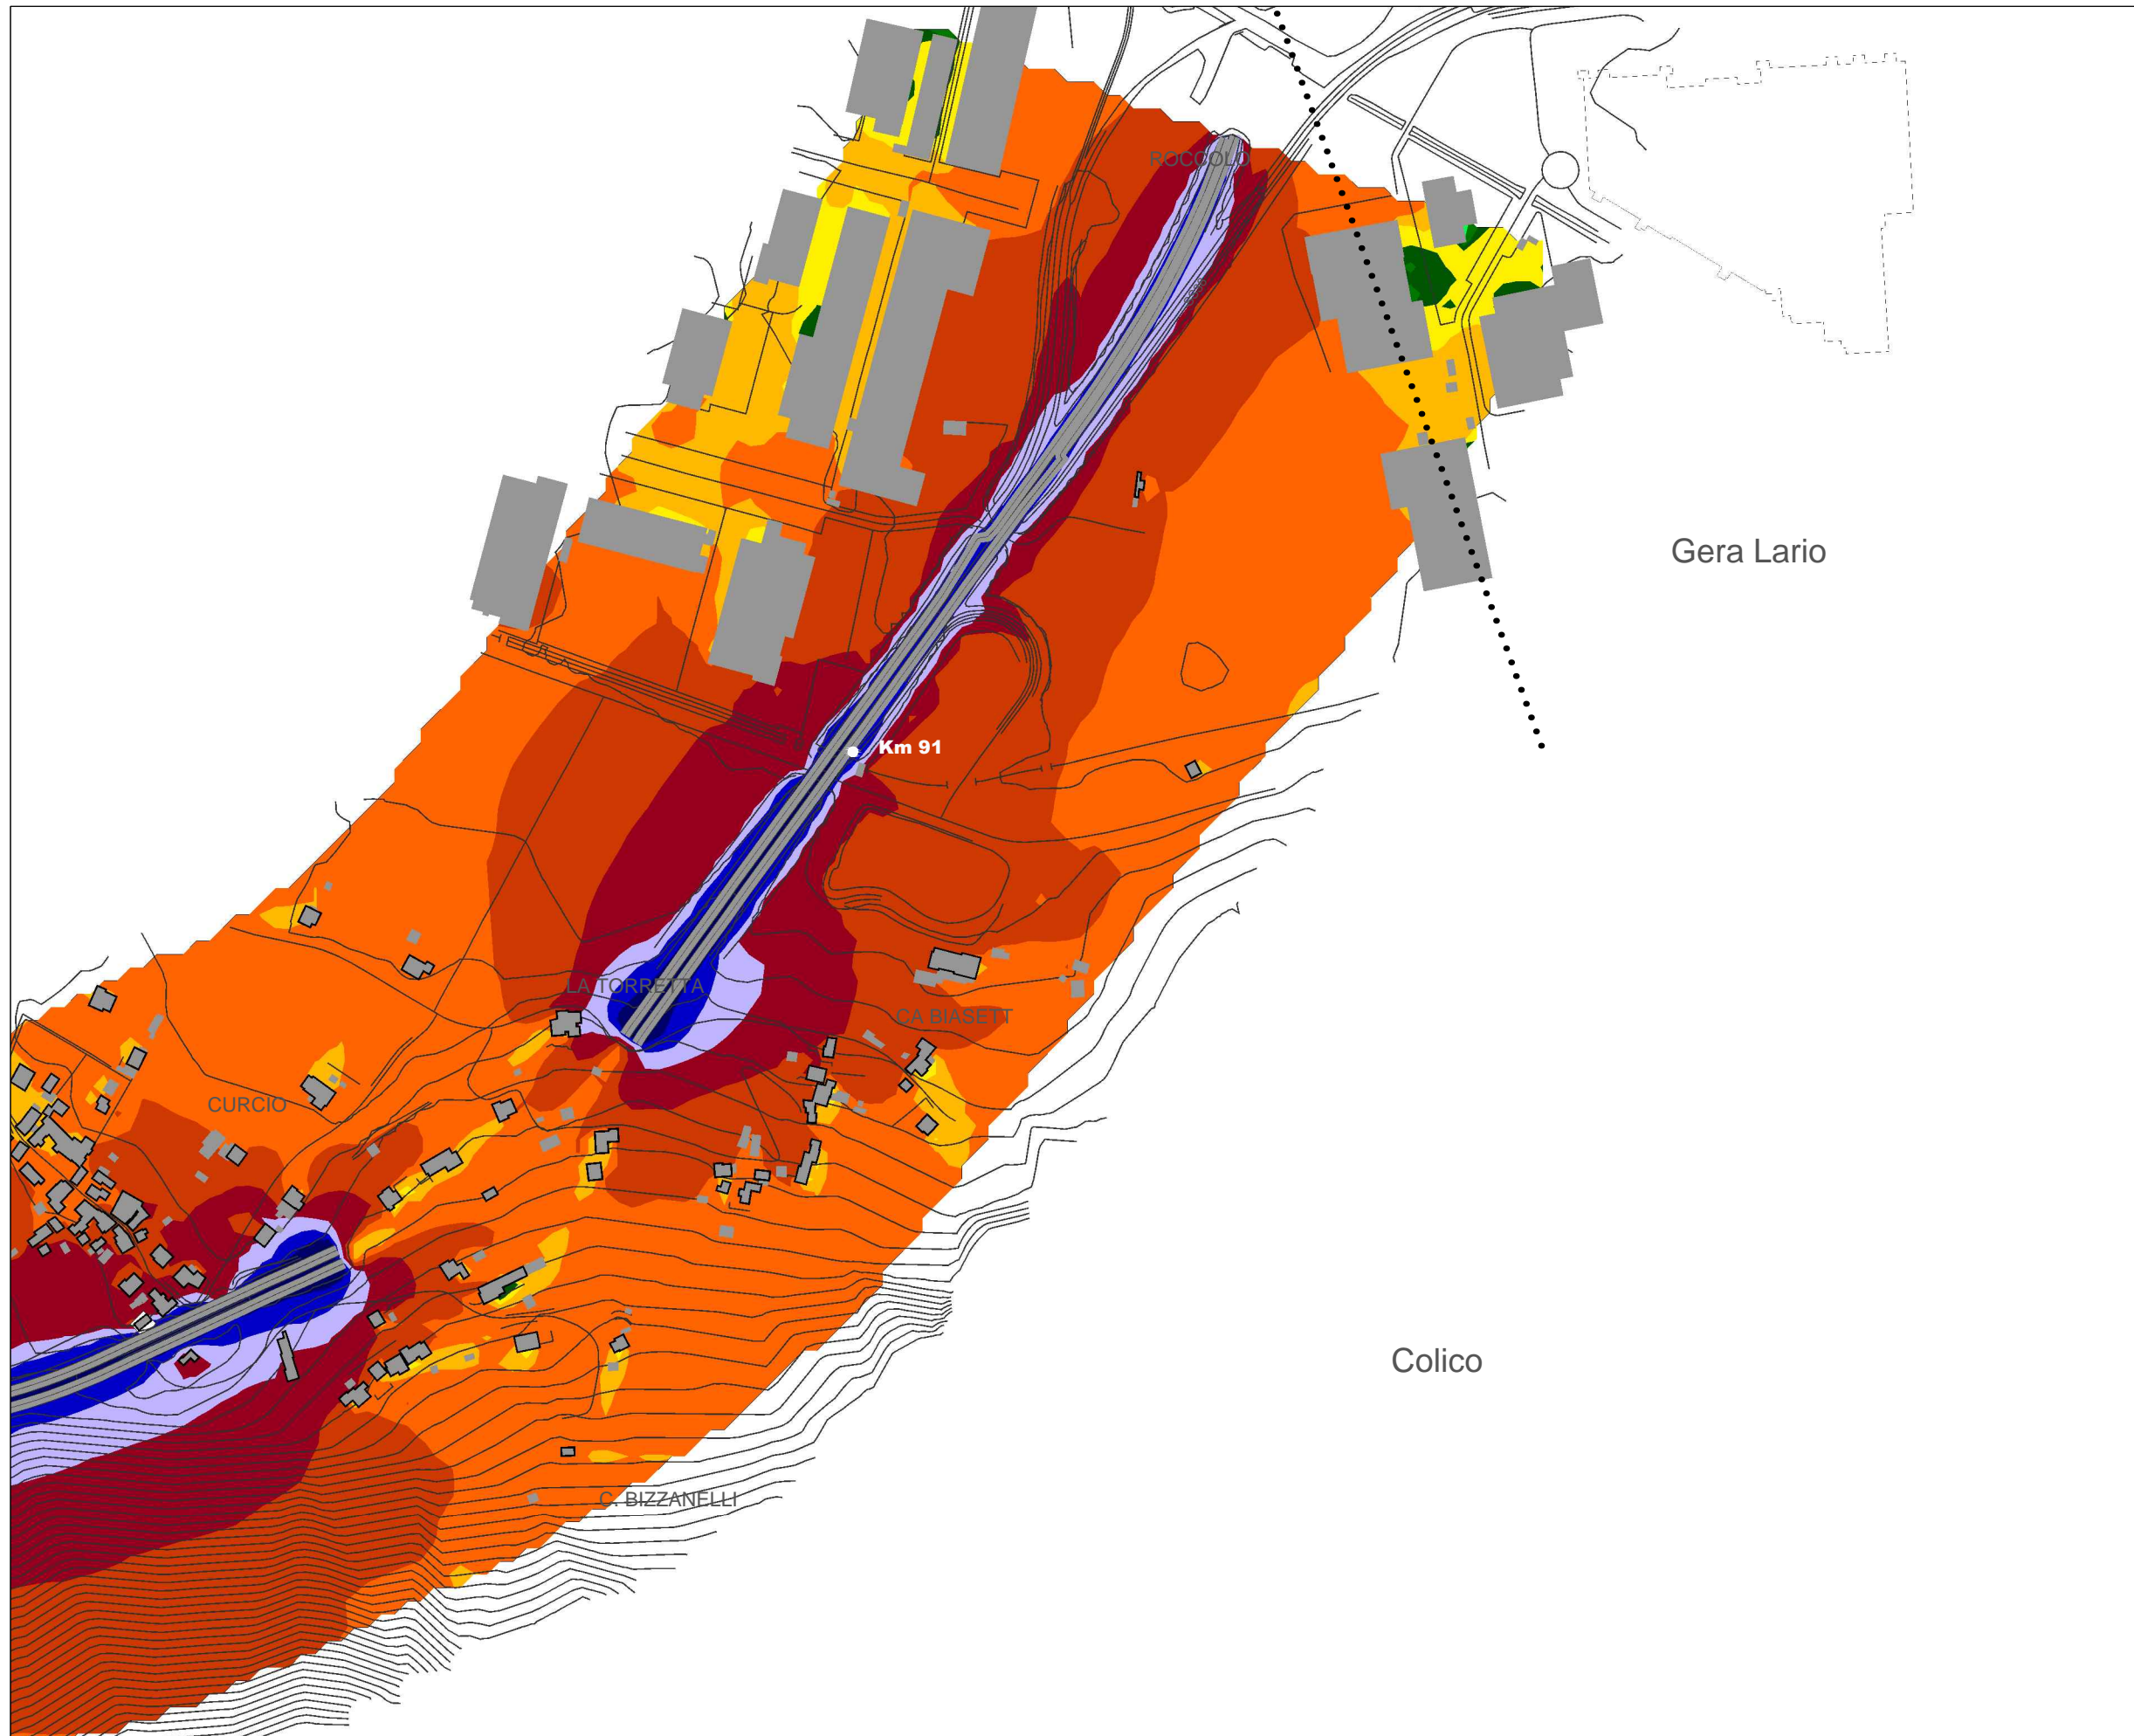 ROCCOLO
Gera Lario
Km 91
LA TORRETTA
CA BIASETT
CURCIO
Colico
C. BIZZANELLI